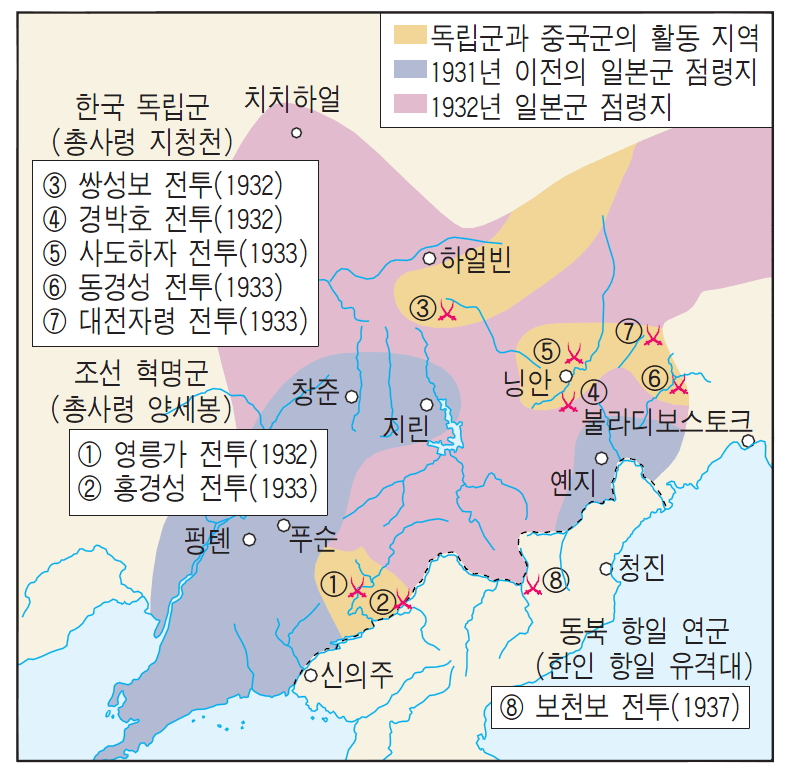 독립군과 중국군의 활동 지역
1931년 이전의 일본군 점령지
1932년 일본군 점령지
한국 독립군
(총사령 지청천)
치치하얼
③ 쌍성보 전투(1932)
④ 경박호 전투(1932)
⑤ 사도하자 전투(1933)
⑥ 동경성 전투(1933)
⑦ 대전자령 전투(1933)
하얼빈
③
⑦
⑤
닝안
⑥
④
조선 혁명군
(총사령 양세봉)
창준
지린
블라디보스토크
① 영릉가 전투(1932)
② 흥경성 전투(1933)
옌지
펑톈
푸순
①
②
⑧
청진
신의주
동북 항일 연군
(한인 항일 유격대)
⑧ 보천보 전투(1937)